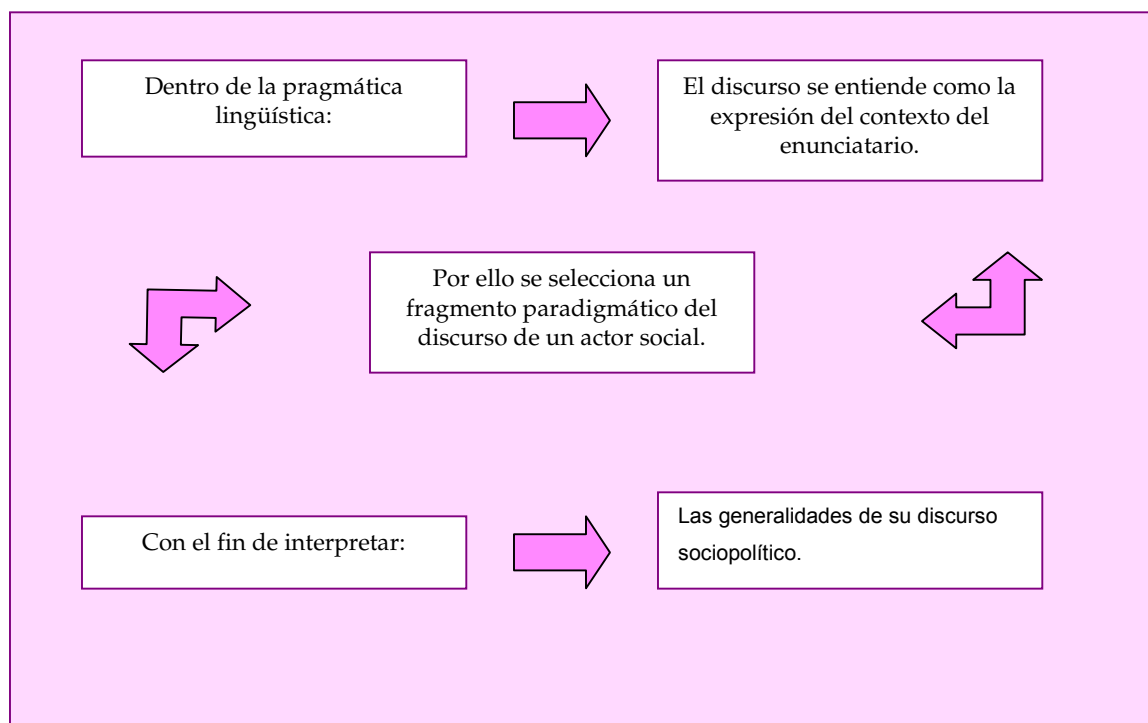 Dentro de la pragmática
lingüística:
El discurso se entiende como la
expresión del contexto del
enunciatario.
Por ello se selecciona un
fragmento paradigmático del
discurso de un actor social.
Con el fin de interpretar:
Las generalidades de su discurso
sociopolítico.